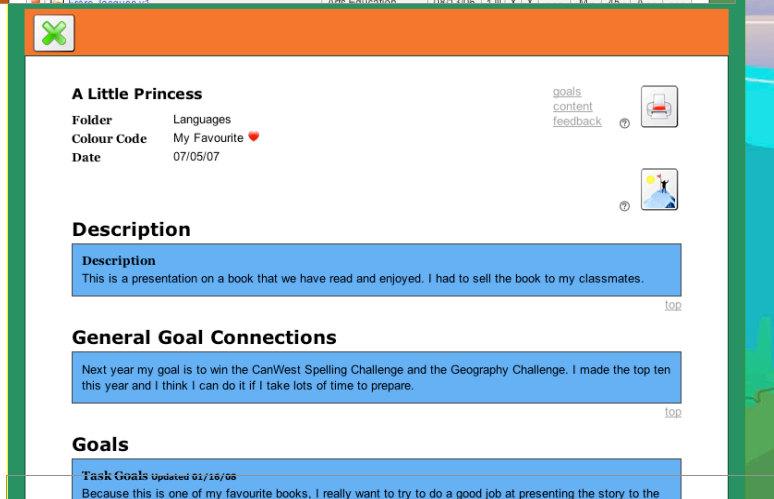 A Little Princess
goals
Folder Languages
content
Colour Code My Favourite
feedback
Date 07/05/07
Description
Description
This is a presentation on a book that we have read and enjoyed. I had to sell the book to my classmates.
top
General Goal Connections
Next year my goal is to win the CanWest Spelling Challenge and the Geography Challenge. I made the top ten
this year and I think I can do it if I take lots of time to prepare.
top
Goals
Task Goals Updated 01/16/08
Because this is one of my favourite books, I really want to try to do a good job at presenting the story to the